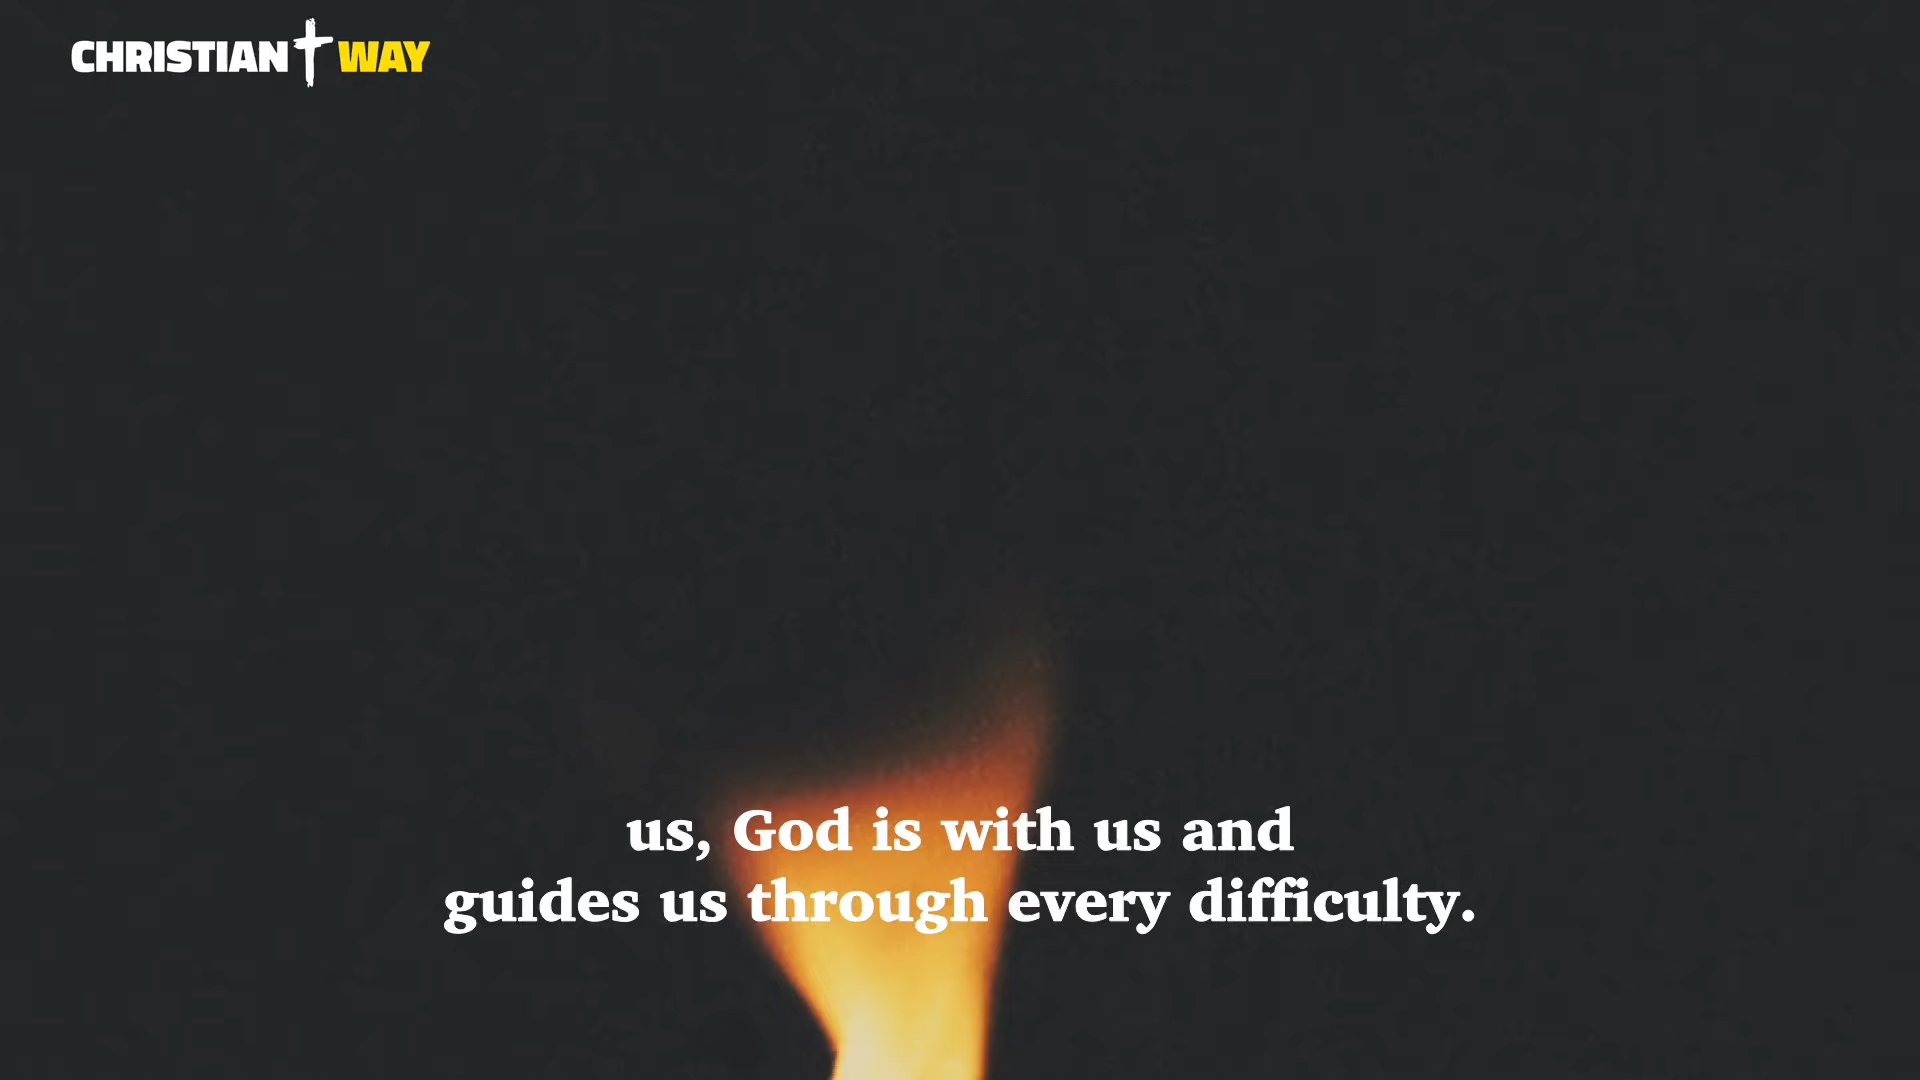 CHRISTIAN WAY
us, God is with us and
guides us through every difficulty.